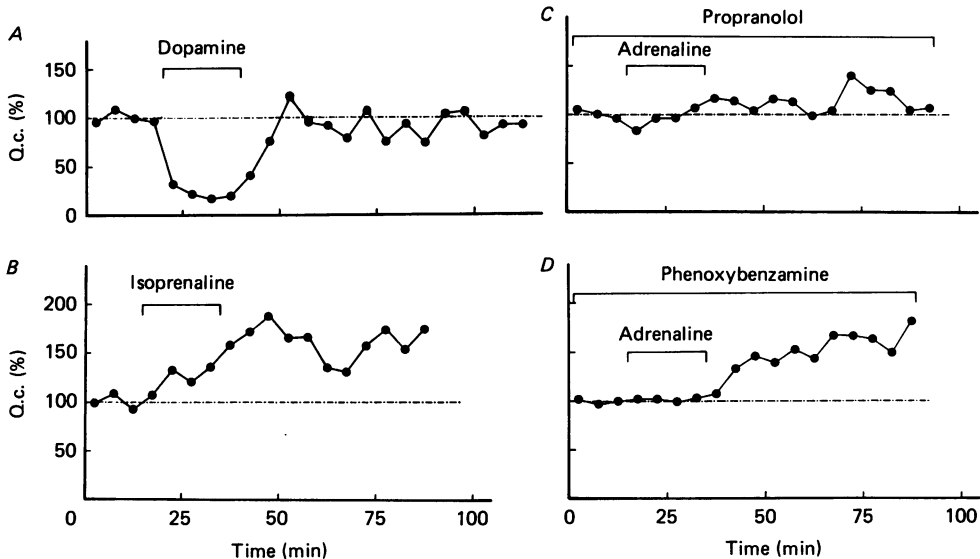 A
Dopamine
150
100
50
0
Q.c. (%)
B
Isoprenaline
200
150
100
50
Q.c. (%)
0 25 50 75 100
Time (min)
C
Propranolol
Adrenaline
D
Phenoxybenzamine
Adrenaline
0 25 50 75 100
Time (min)